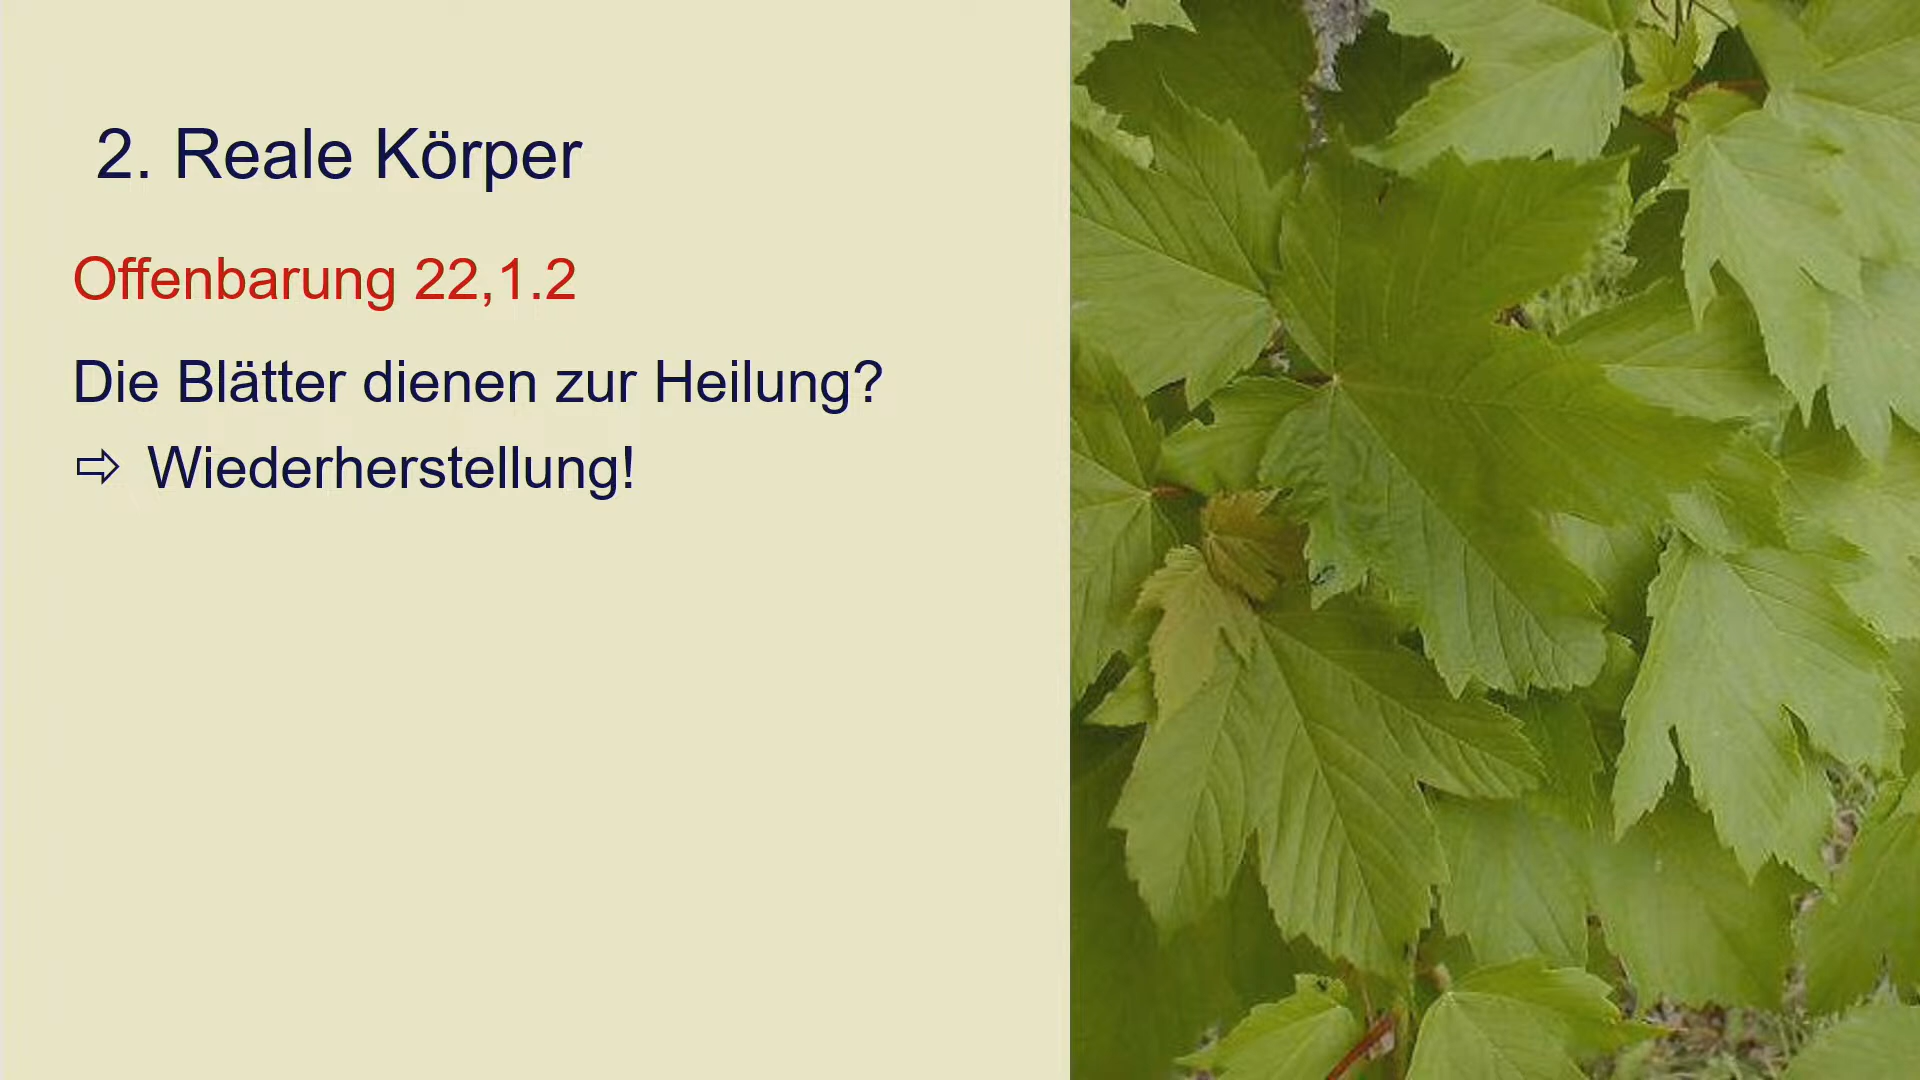 2. Reale Körper
Offenbarung 22,1.2
Die Blätter dienen zur Heilung?
⇨ Wiederherstellung!